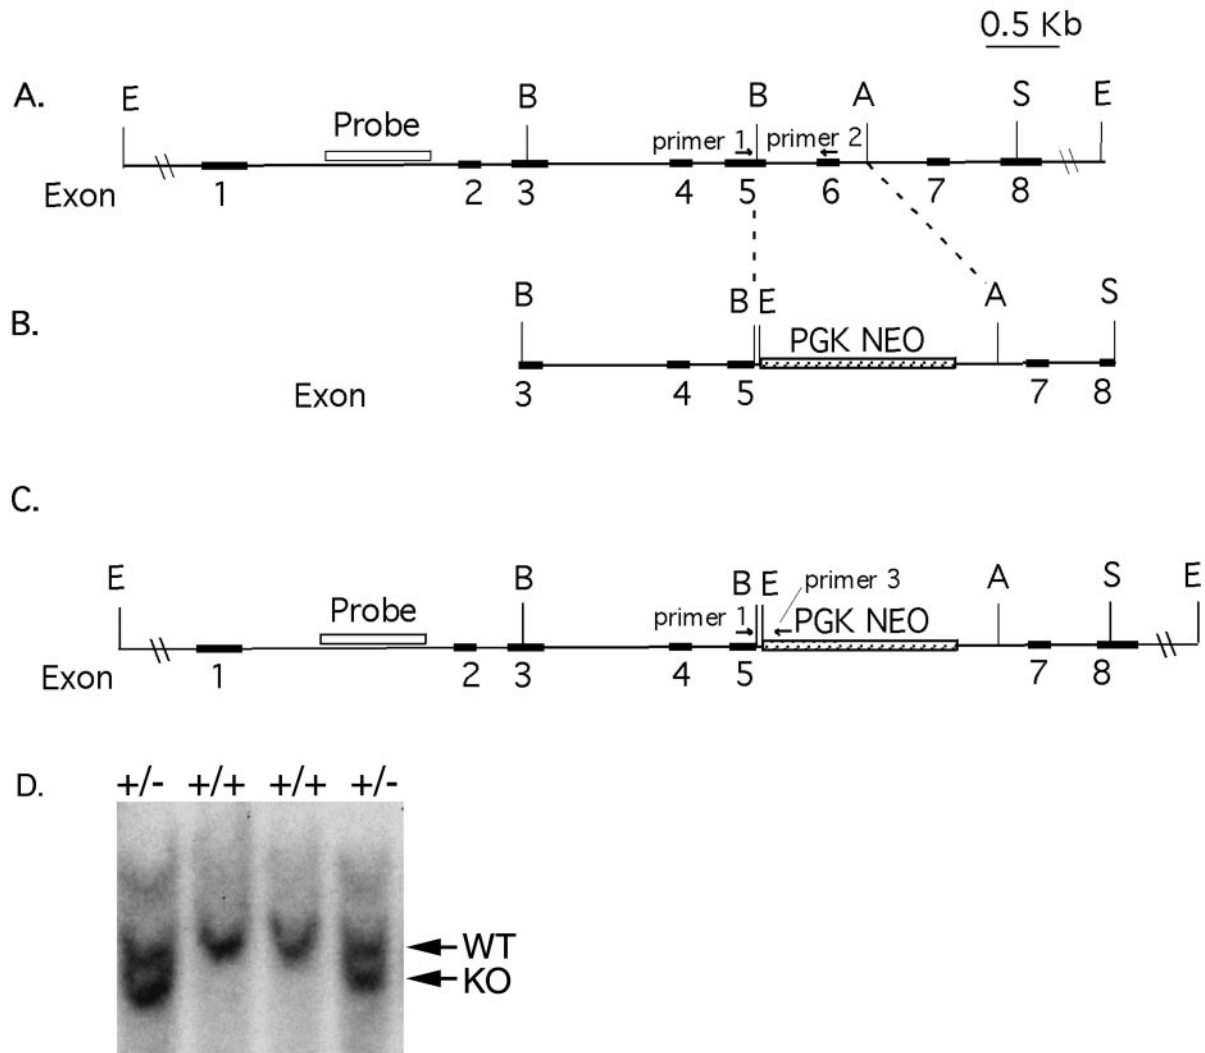 0.5 Kb
A.
E B B A S E
Probe
primer 1 primer 2
Exon 1 2 3 4 5 6 7 8
B.
B B E A S
PGK NEO
Exon 3 4 5 7 8
C.
E B B E A S E
primer 3
Probe primer 1 PGK NEO
Exon 1 2 3 4 5 7 8
D.
+/- +/+ +/+ +/-
WT
KO